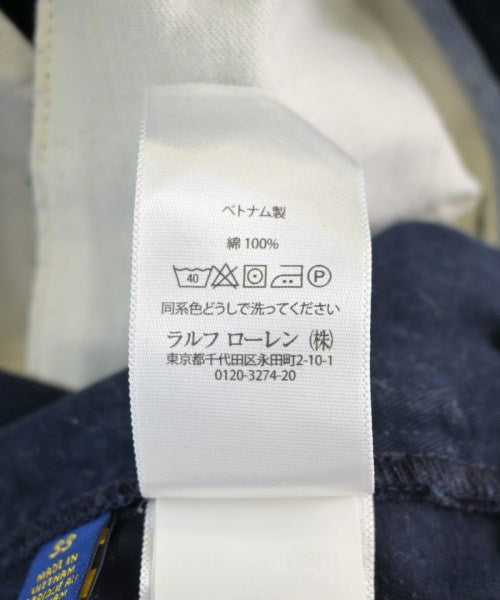 ベトナム製
綿 100%
40 P
同系色どうしで洗ってください
ラルフ ローレン (株)
東京都千代田区永田町2-10-1
0120-3274-20
SS
MADE IN
VIETNAM